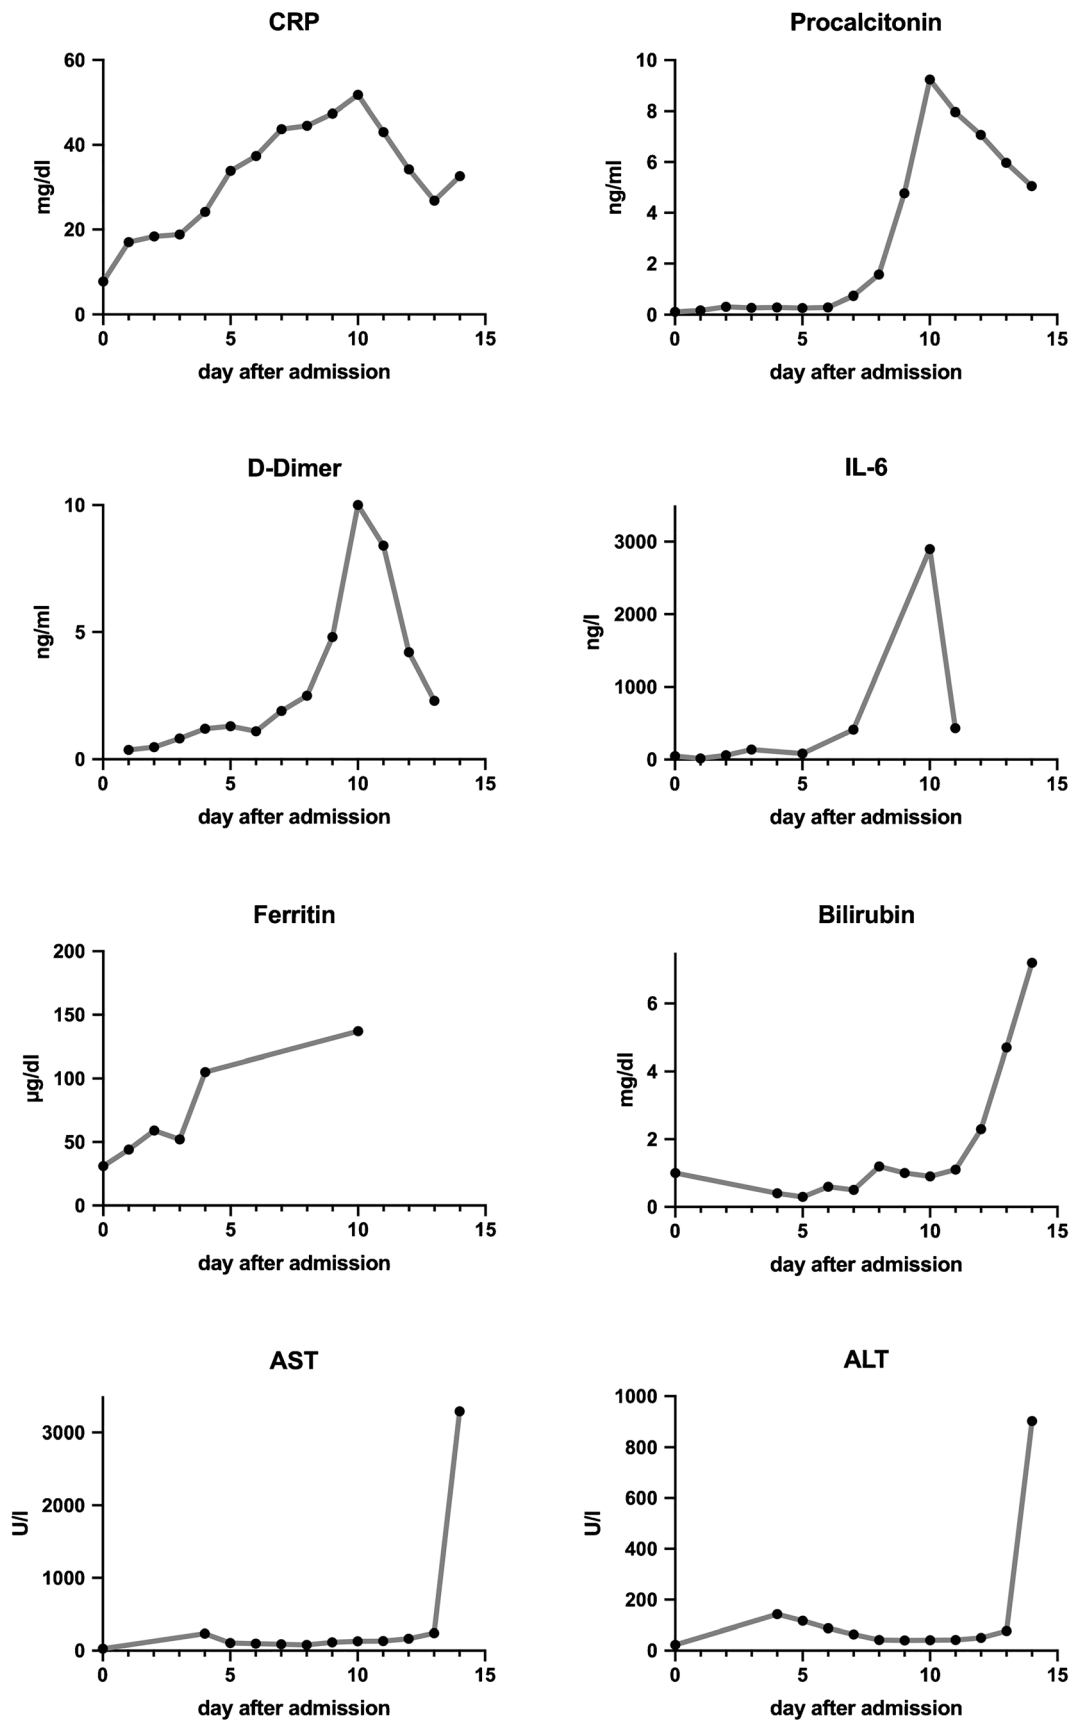 CRP
60
40
20
0
mg/dl
0 5 10 15
day after admission
Procalcitonin
10
8
6
4
2
0
ng/ml
0 5 10 15
day after admission
D-Dimer
10
5
0
ng/ml
0 5 10 15
day after admission
IL-6
3000
2000
1000
0
ng/l
0 5 10 15
day after admission
Ferritin
200
150
100
50
0
µg/dl
0 5 10 15
day after admission
Bilirubin
6
4
2
0
mg/dl
0 5 10 15
day after admission
AST
3000
2000
1000
0
U/l
0 5 10 15
day after admission
ALT
1000
800
600
400
200
0
U/l
0 5 10 15
day after admission